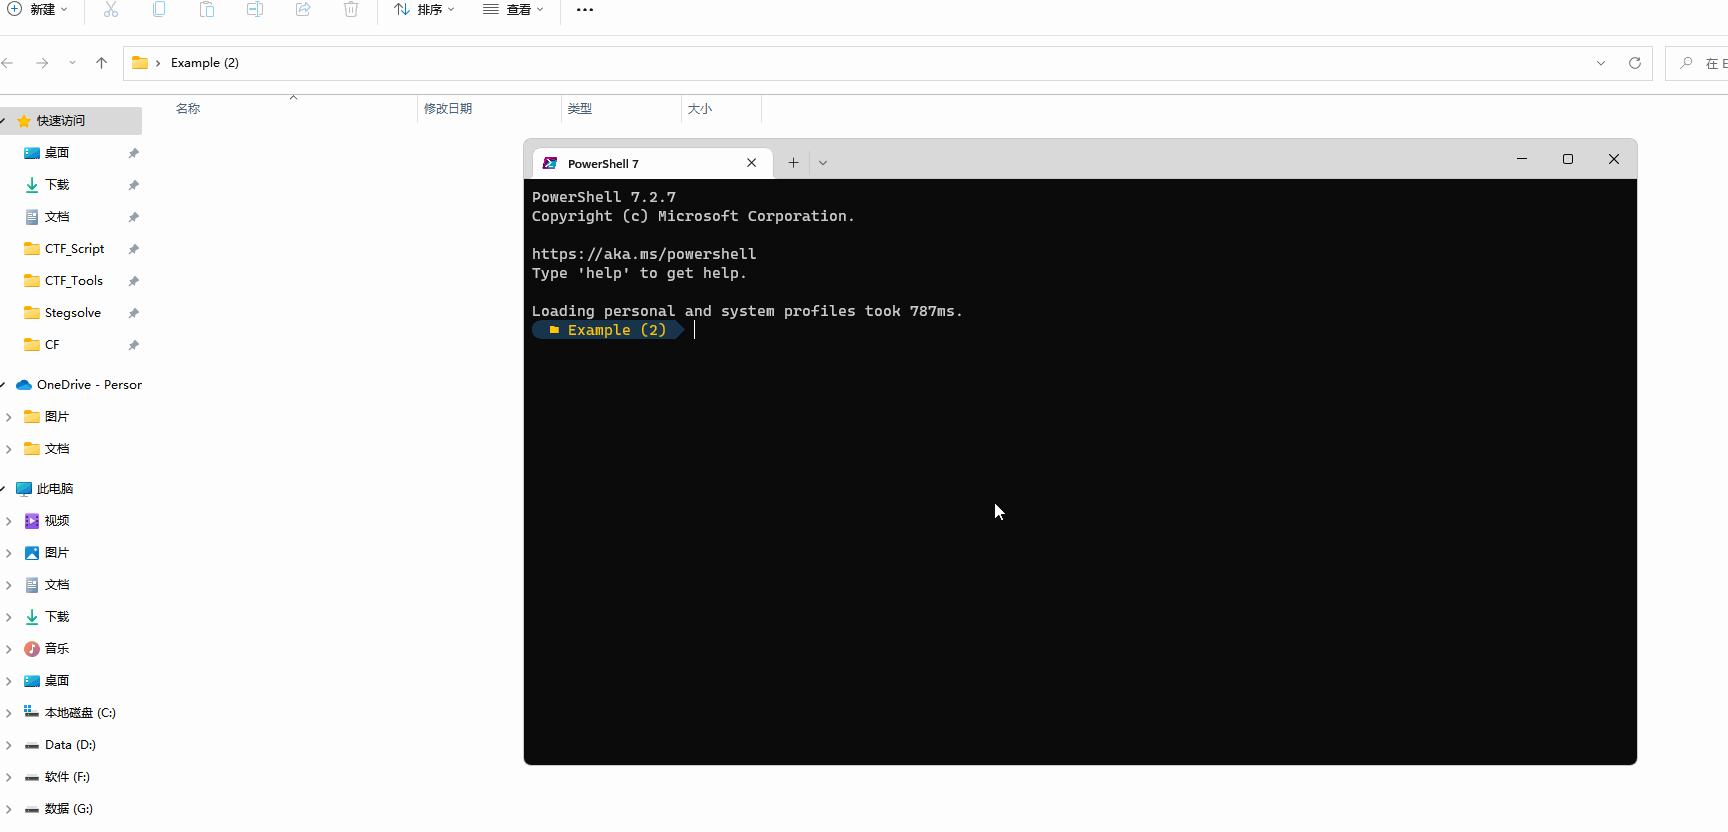 新建
排序
查看
Example (2)
在 E
名称
修改日期
类型
大小
快速访问
桌面
下载
文档
CTF_Script
CTF_Tools
Stegsolve
CF
OneDrive - Person
图片
文档
此电脑
视频
图片
文档
下载
音乐
桌面
本地磁盘 (C:)
Data (D:)
软件 (F:)
数据 (G:)
PowerShell 7
PowerShell 7.2.7
Copyright (c) Microsoft Corporation.
https://aka.ms/powershell
Type 'help' to get help.
Loading personal and system profiles took 787ms.
Example (2)